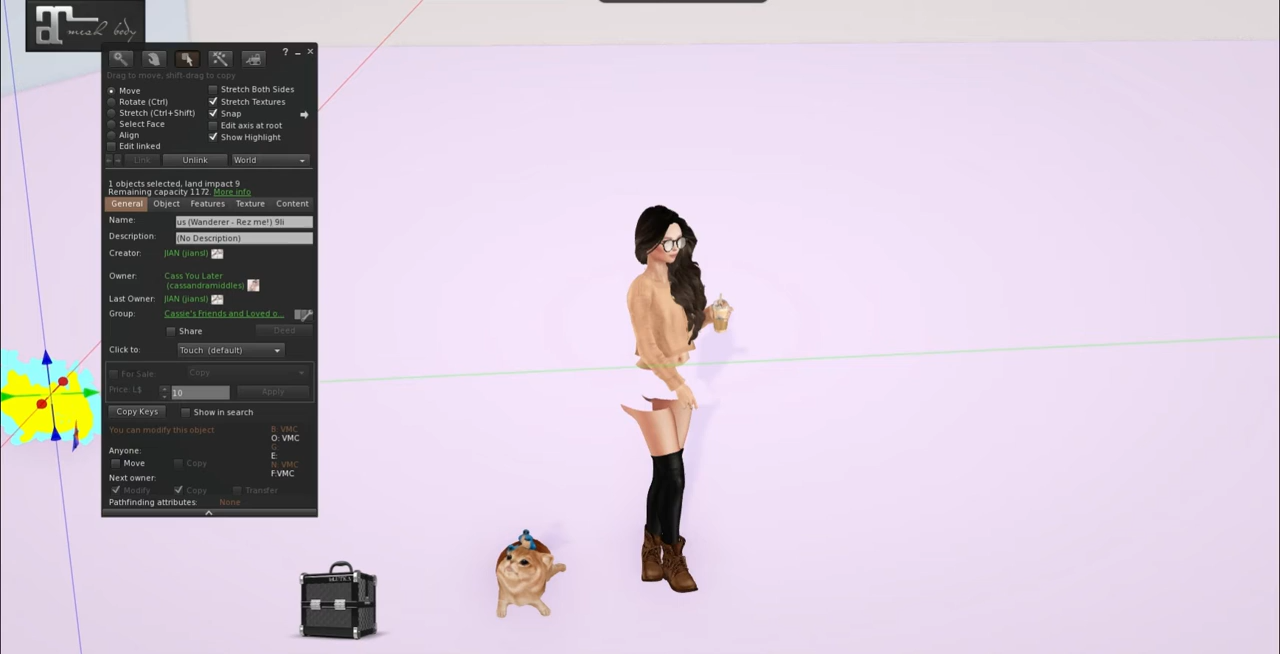 mesh body
?
Drag to move, shift-drag to copy
Move
Rotate (Ctrl)
Stretch (Ctrl+Shift)
Select Face
Align
Edit linked
Stretch Both Sides
Stretch Textures
Snap
Edit axis at root
Show Highlight
Link
Unlink
World
1 objects selected, land impact 9
Remaining capacity 1172. More info
General Object Features Texture Content
Name: us (Wanderer - Rez me!) 9li
Description: (No Description)
Creator: JIAN (jiansl)
Owner: Cass You Later
(cassandramiddles)
Last Owner: JIAN (jiansl)
Group: Cassie's Friends and Loved o...
Share
Deed
Click to: Touch (default)
For Sale: Copy
Price: L$ 10 Apply
Copy Keys Show in search
You can modify this object
B: VMC
O: VMC
G:
E:
N: VMC
F:VMC
Anyone:
Move Copy
Next owner:
Modify Copy Transfer
Pathfinding attributes: None